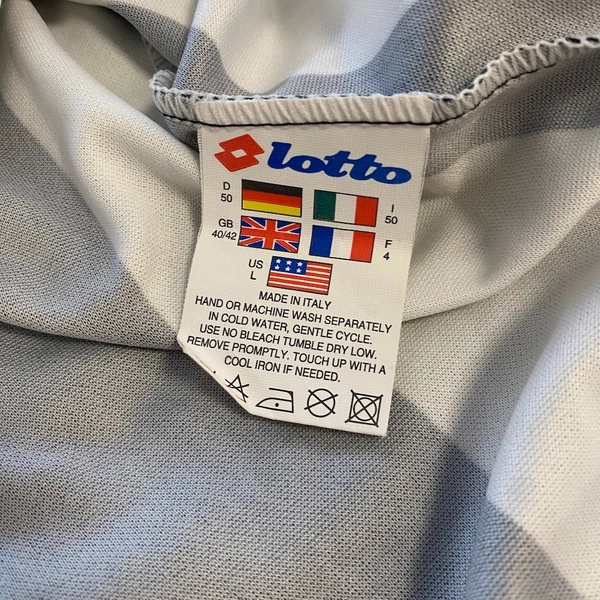 lotto
D
50
I
50
GB
40/42
F
4
US
L
MADE IN ITALY
HAND OR MACHINE WASH SEPARATELY
IN COLD WATER, GENTLE CYCLE.
USE NO BLEACH TUMBLE DRY LOW.
REMOVE PROMPTLY. TOUCH UP WITH A
COOL IRON IF NEEDED.